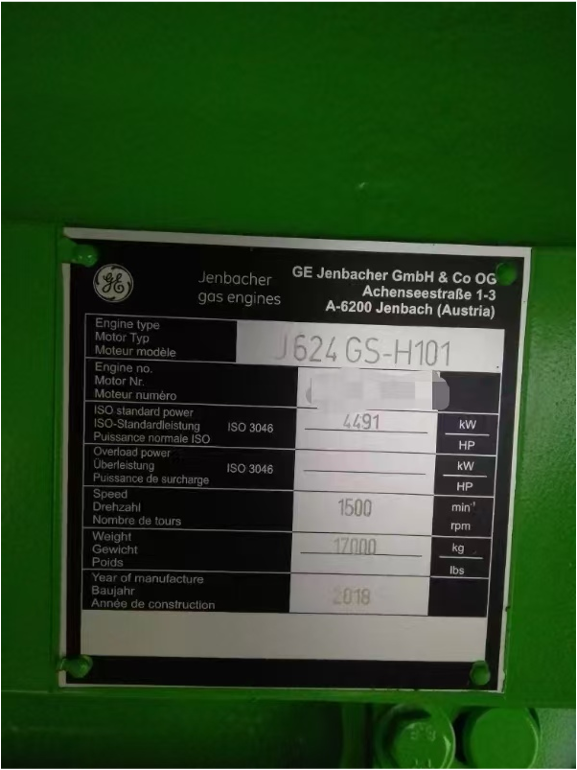 GE
Jenbacher
gas engines
GE Jenbacher GmbH & Co OG
Achenseestraße 1-3
A-6200 Jenbach (Austria)
Engine type
Motor Typ
Moteur modèle
J 624 GS-H101
Engine no.
Motor Nr.
Moteur numéro
ISO standard power
ISO-Standardleistung
Puissance normale ISO
ISO 3046
4491
kW
HP
Overload power
Überleistung
Puissance de surcharge
ISO 3046
kW
HP
Speed
Drehzahl
Nombre de tours
1500
min⁻¹
rpm
Weight
Gewicht
Poids
17000
kg
lbs
Year of manufacture
Baujahr
Année de construction
2018